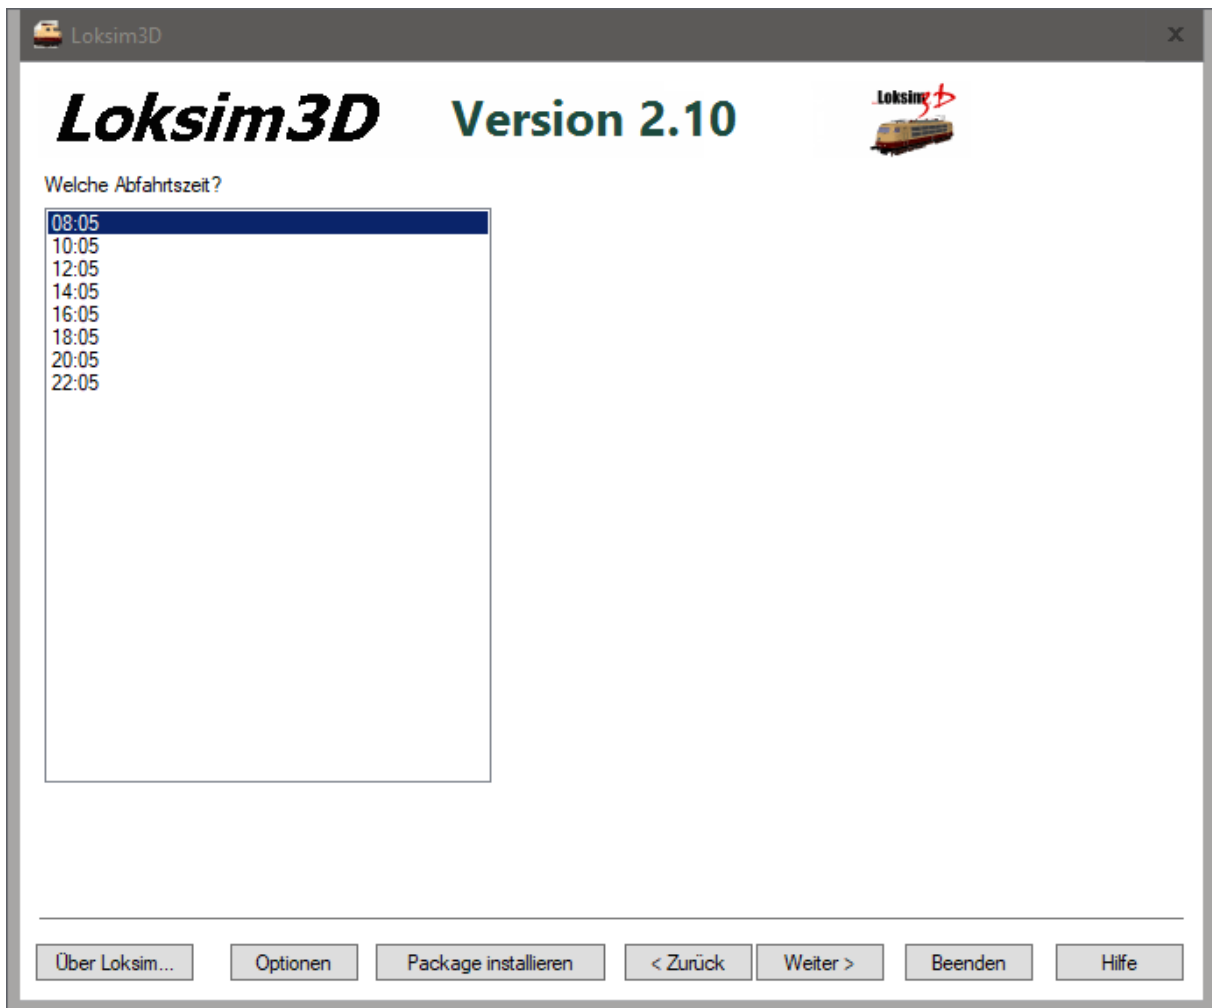 Loksim3D
x
Loksim3D Version 2.10
Loksim3D
Welche Abfahrtszeit?
08:05
10:05
12:05
14:05
16:05
18:05
20:05
22:05
Über Loksim... Optionen Package installieren < Zurück Weiter > Beenden Hilfe